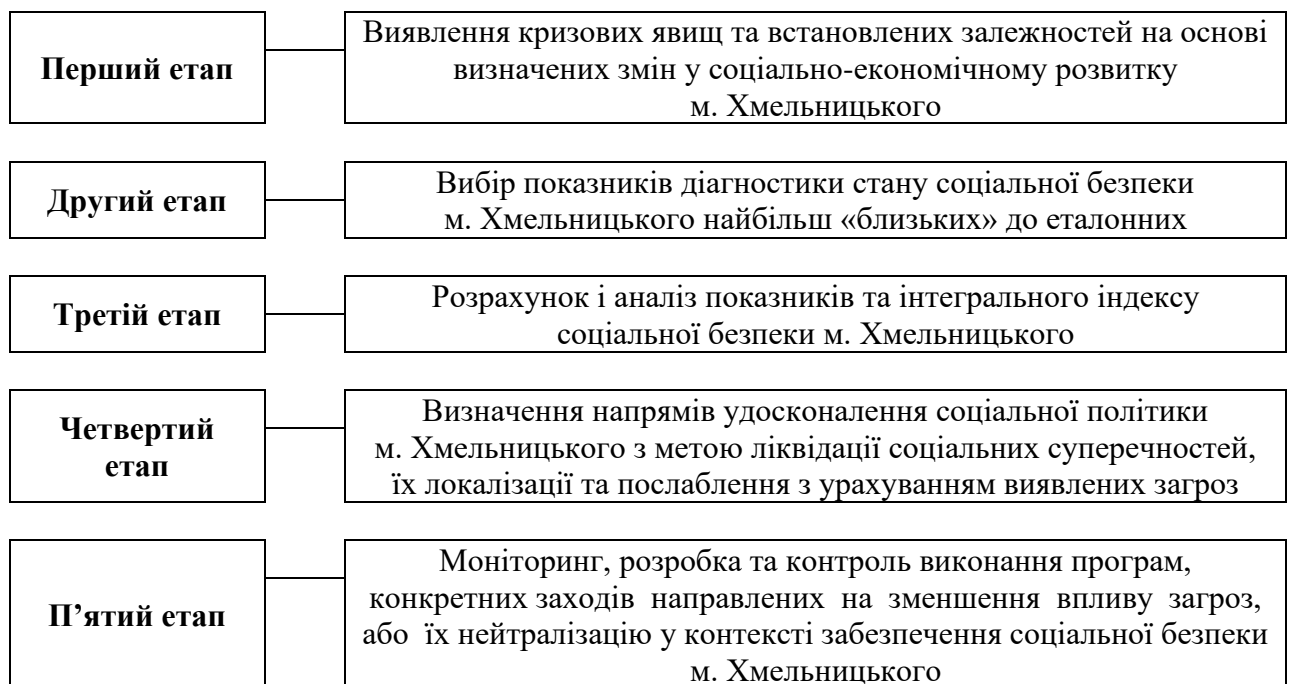 Перший етап
Виявлення кризових явищ та встановлених залежностей на основі
визначених змін у соціально-економічному розвитку
м. Хмельницького
Другий етап
Вибір показників діагностики стану соціальної безпеки
м. Хмельницького найбільш «близьких» до еталонних
Третій етап
Розрахунок і аналіз показників та інтегрального індексу
соціальної безпеки м. Хмельницького
Четвертий
етап
Визначення напрямів удосконалення соціальної політики
м. Хмельницького з метою ліквідації соціальних суперечностей,
їх локалізації та послаблення з урахуванням виявлених загроз
П’ятий етап
Моніторинг, розробка та контроль виконання програм,
конкретних заходів направлених на зменшення впливу загроз,
або їх нейтралізацію у контексті забезпечення соціальної безпеки
м. Хмельницького